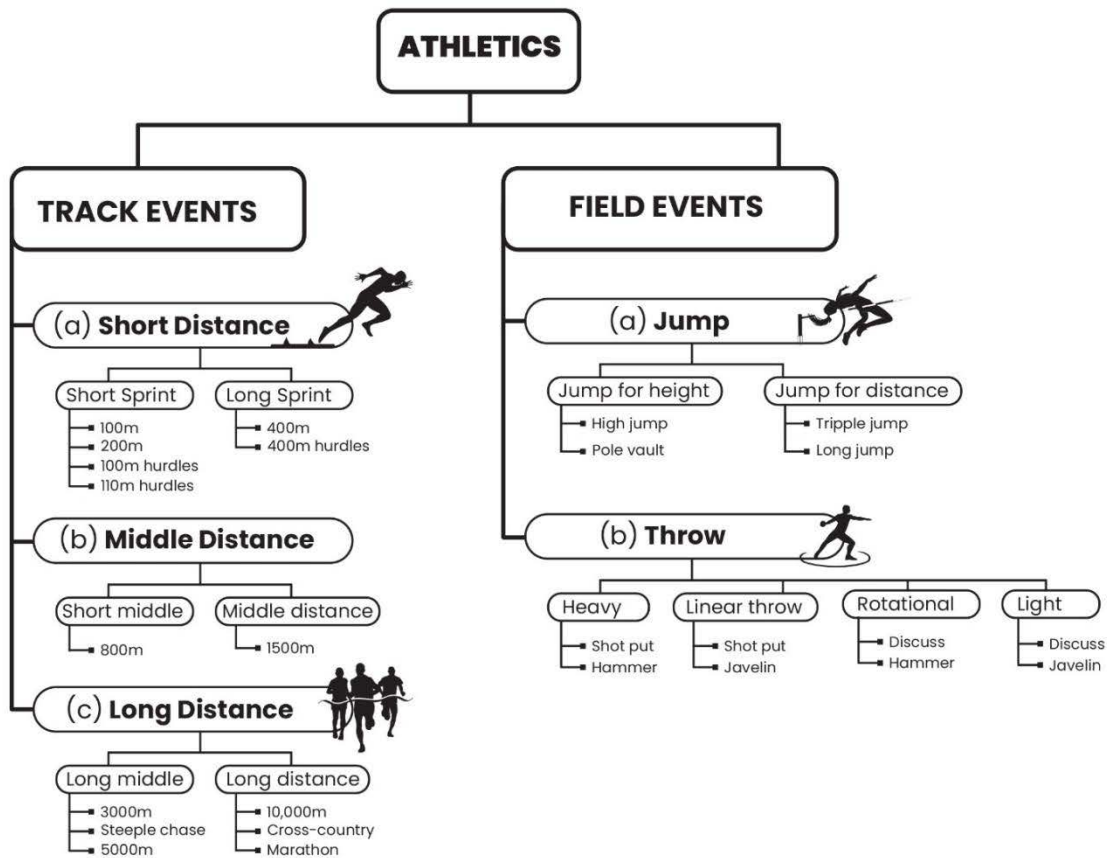 ATHLETICS
TRACK EVENTS
(a) Short Distance
Short Sprint
100m
200m
100m hurdles
110m hurdles
Long Sprint
400m
400m hurdles
(b) Middle Distance
Short middle
800m
Middle distance
1500m
(c) Long Distance
Long middle
3000m
Steeple chase
5000m
Long distance
10,000m
Cross-country
Marathon
FIELD EVENTS
(a) Jump
Jump for height
High jump
Pole vault
Jump for distance
Tripple jump
Long jump
(b) Throw
Heavy
Shot put
Hammer
Linear throw
Shot put
Javelin
Rotational
Discuss
Hammer
Light
Discuss
Javelin